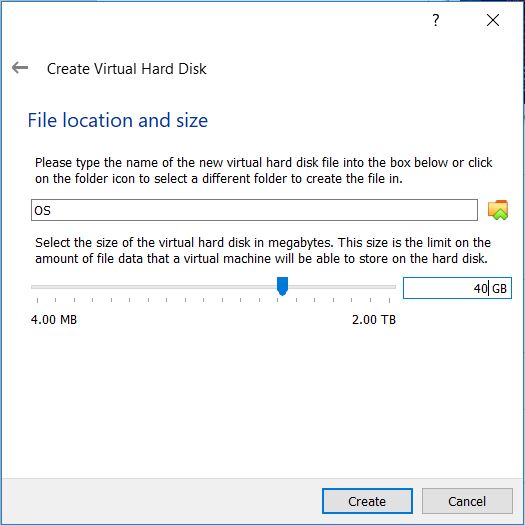 ?
Create Virtual Hard Disk
File location and size
Please type the name of the new virtual hard disk file into the box below or click
on the folder icon to select a different folder to create the file in.
OS
Select the size of the virtual hard disk in megabytes. This size is the limit on the
amount of file data that a virtual machine will be able to store on the hard disk.
40 GB
4.00 MB 2.00 TB
Create Cancel